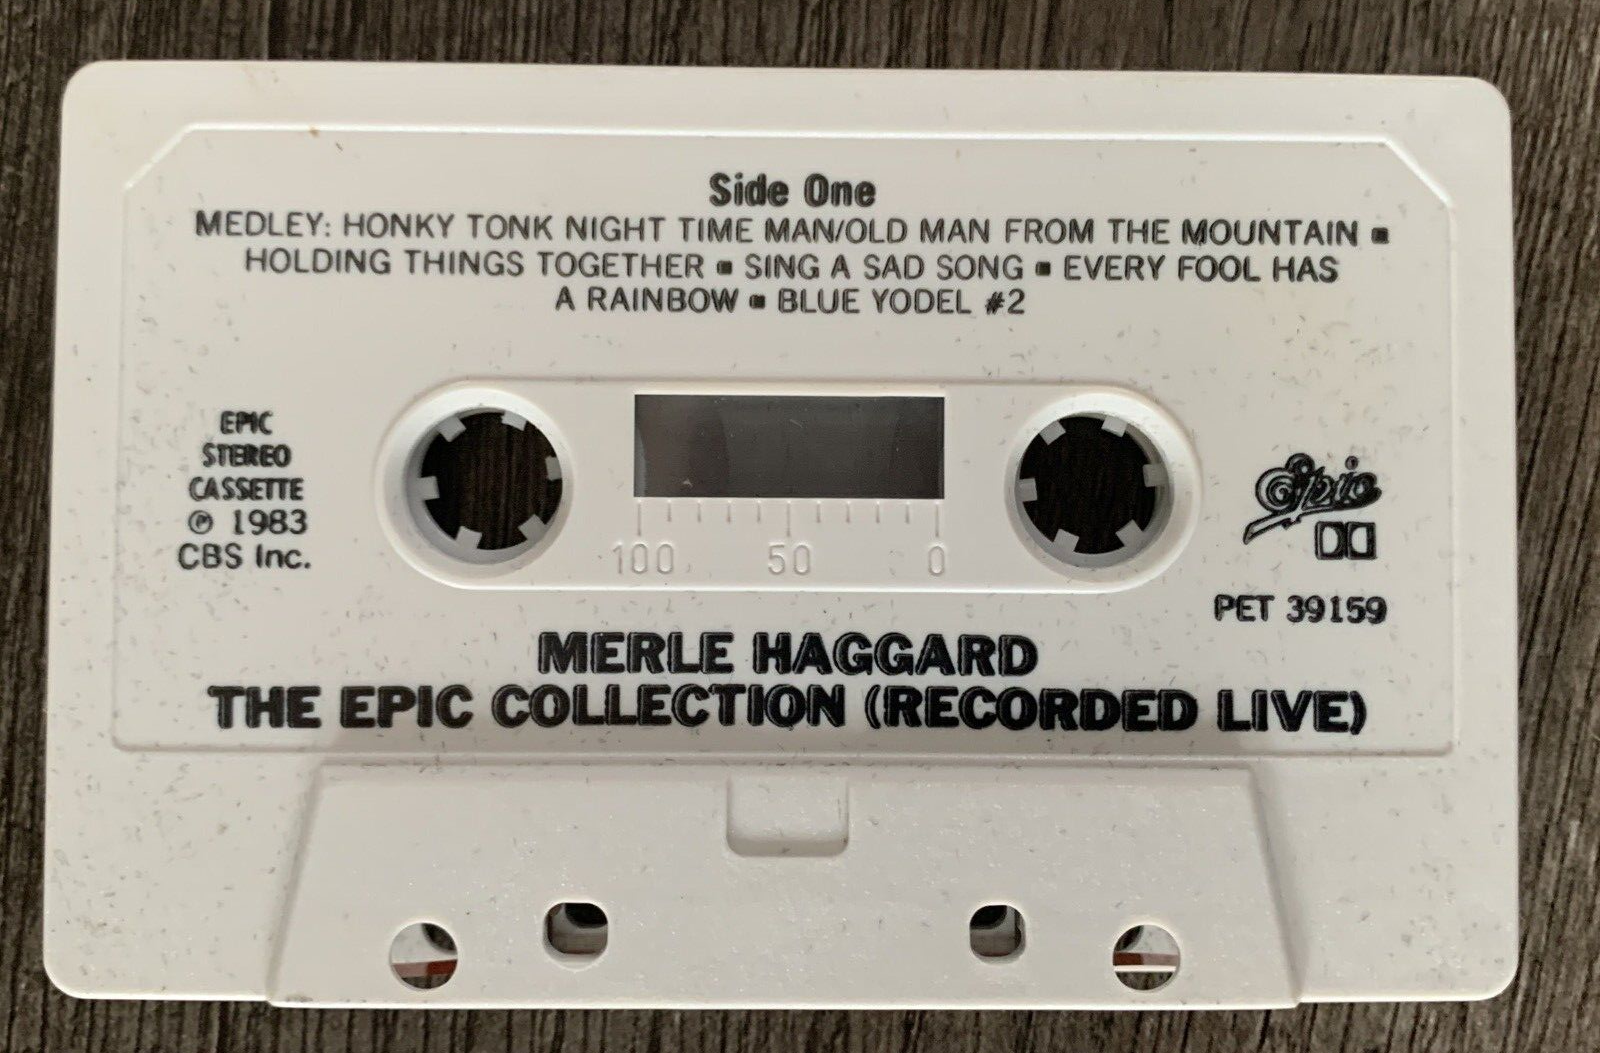 Side One
MEDLEY: HONKY TONK NIGHT TIME MAN/OLD MAN FROM THE MOUNTAIN ■
HOLDING THINGS TOGETHER ■ SING A SAD SONG ■ EVERY FOOL HAS
A RAINBOW ■ BLUE YODEL #2
EPIC
STEREO
CASSETTE
℗ 1983
CBS Inc.
100 50 0
Epic
PET 39159
MERLE HAGGARD
THE EPIC COLLECTION (RECORDED LIVE)